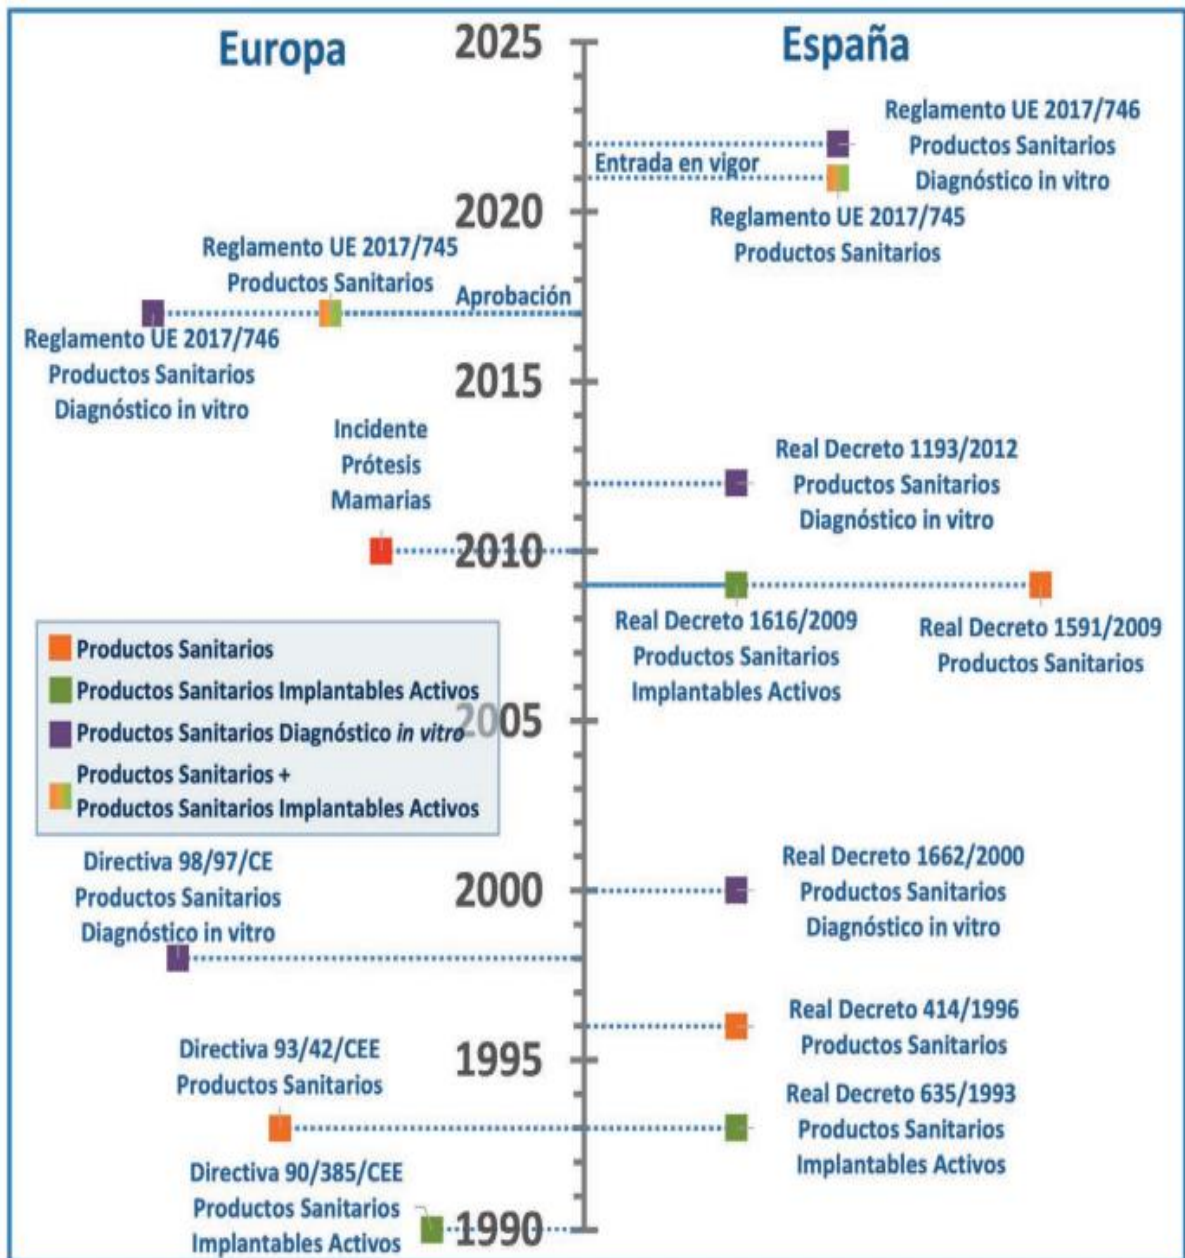 Europa
España
2025
Reglamento UE 2017/746
Productos Sanitarios
Diagnóstico in vitro
Entrada en vigor
2020
Reglamento UE 2017/745
Productos Sanitarios
Reglamento UE 2017/745
Productos Sanitarios
Aprobación
Reglamento UE 2017/746
Productos Sanitarios
Diagnóstico in vitro
2015
Incidente
Prótesis
Mamarias
Real Decreto 1193/2012
Productos Sanitarios
Diagnóstico in vitro
2010
Real Decreto 1616/2009
Productos Sanitarios
Implantables Activos
Real Decreto 1591/2009
Productos Sanitarios
Productos Sanitarios
Productos Sanitarios Implantables Activos
2005
Productos Sanitarios Diagnóstico in vitro
Productos Sanitarios +
Productos Sanitarios Implantables Activos
Directiva 98/97/CE
Productos Sanitarios
Diagnóstico in vitro
2000
Real Decreto 1662/2000
Productos Sanitarios
Diagnóstico in vitro
Real Decreto 414/1996
Productos Sanitarios
1995
Directiva 93/42/CEE
Productos Sanitarios
Real Decreto 635/1993
Productos Sanitarios
Implantables Activos
Directiva 90/385/CEE
Productos Sanitarios
Implantables Activos
1990